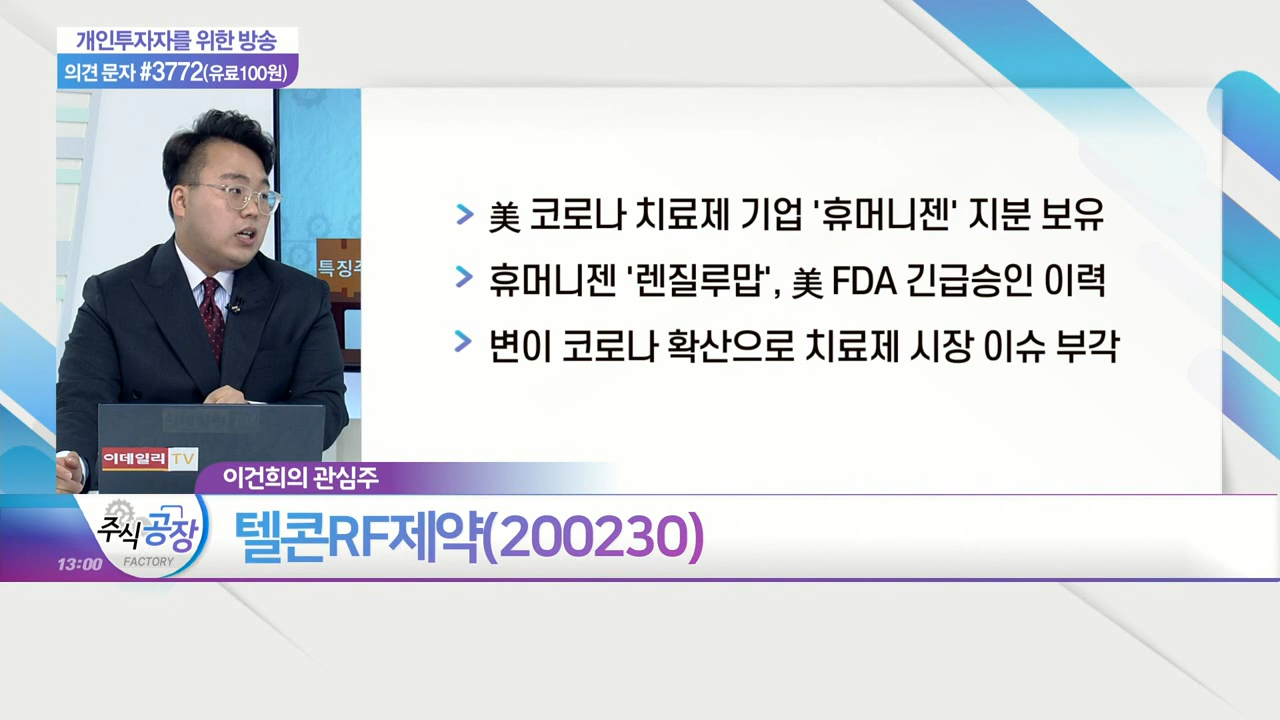 개인투자자를 위한 방송
의견 문자 #3772(유료100원)
> 美 코로나 치료제 기업 '휴머니젠' 지분 보유
> 휴머니젠 '렌질루맙', 美 FDA 긴급승인 이력
> 변이 코로나 확산으로 치료제 시장 이슈 부각
특징주
이데일리 TV
이건희의 관심주
주식공장
FACTORY
13:00
텔콘RF제약(200230)